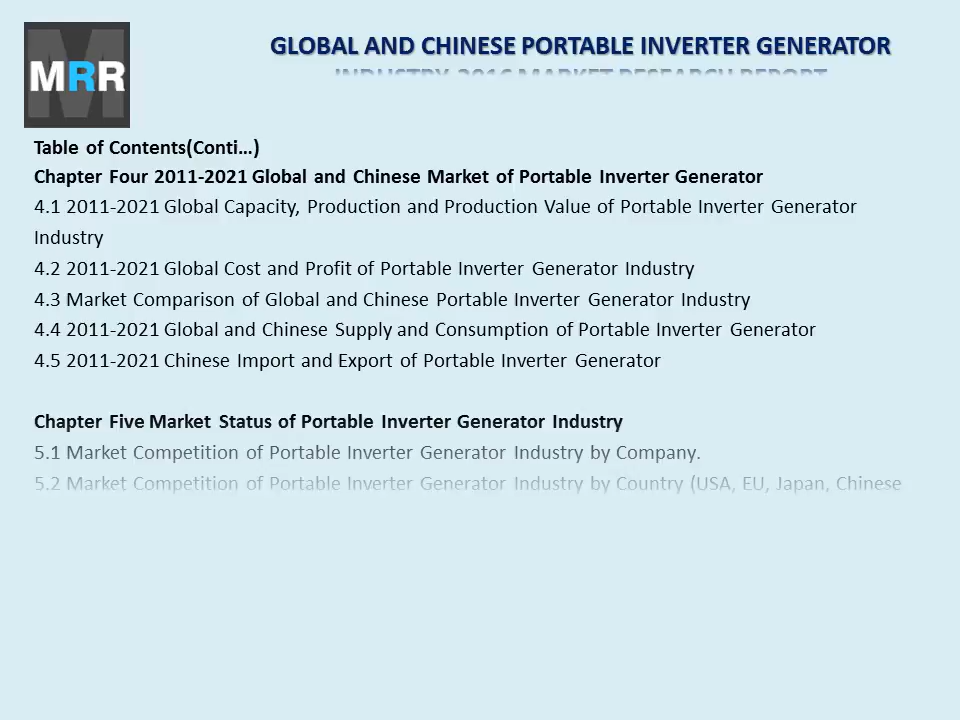 MRR
GLOBAL AND CHINESE PORTABLE INVERTER GENERATOR
INDUSTRY 2016 MARKET RESEARCH REPORT
Table of Contents(Conti…)
Chapter Four 2011-2021 Global and Chinese Market of Portable Inverter Generator
4.1 2011-2021 Global Capacity, Production and Production Value of Portable Inverter Generator
Industry
4.2 2011-2021 Global Cost and Profit of Portable Inverter Generator Industry
4.3 Market Comparison of Global and Chinese Portable Inverter Generator Industry
4.4 2011-2021 Global and Chinese Supply and Consumption of Portable Inverter Generator
4.5 2011-2021 Chinese Import and Export of Portable Inverter Generator
Chapter Five Market Status of Portable Inverter Generator Industry
5.1 Market Competition of Portable Inverter Generator Industry by Company.
5.2 Market Competition of Portable Inverter Generator Industry by Country (USA, EU, Japan, Chinese